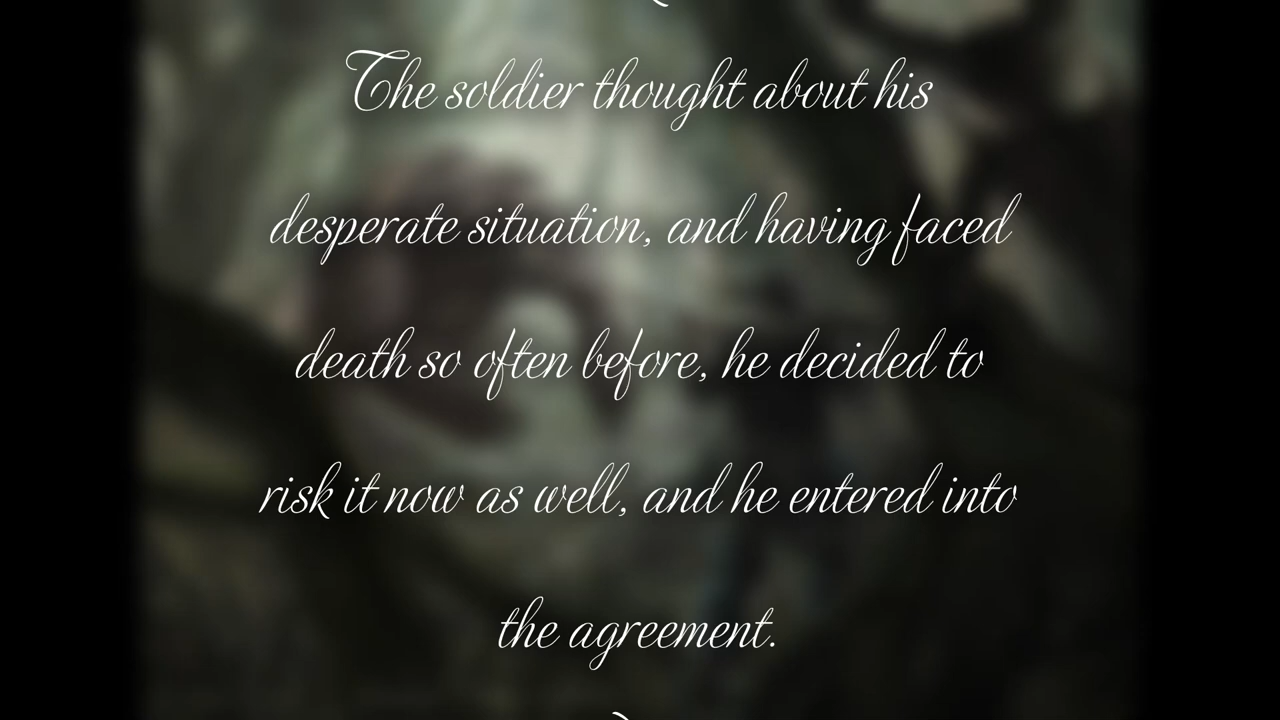 The soldier thought about his
desperate situation, and having faced
death so often before, he decided to
risk it now as well, and he entered into
the agreement.